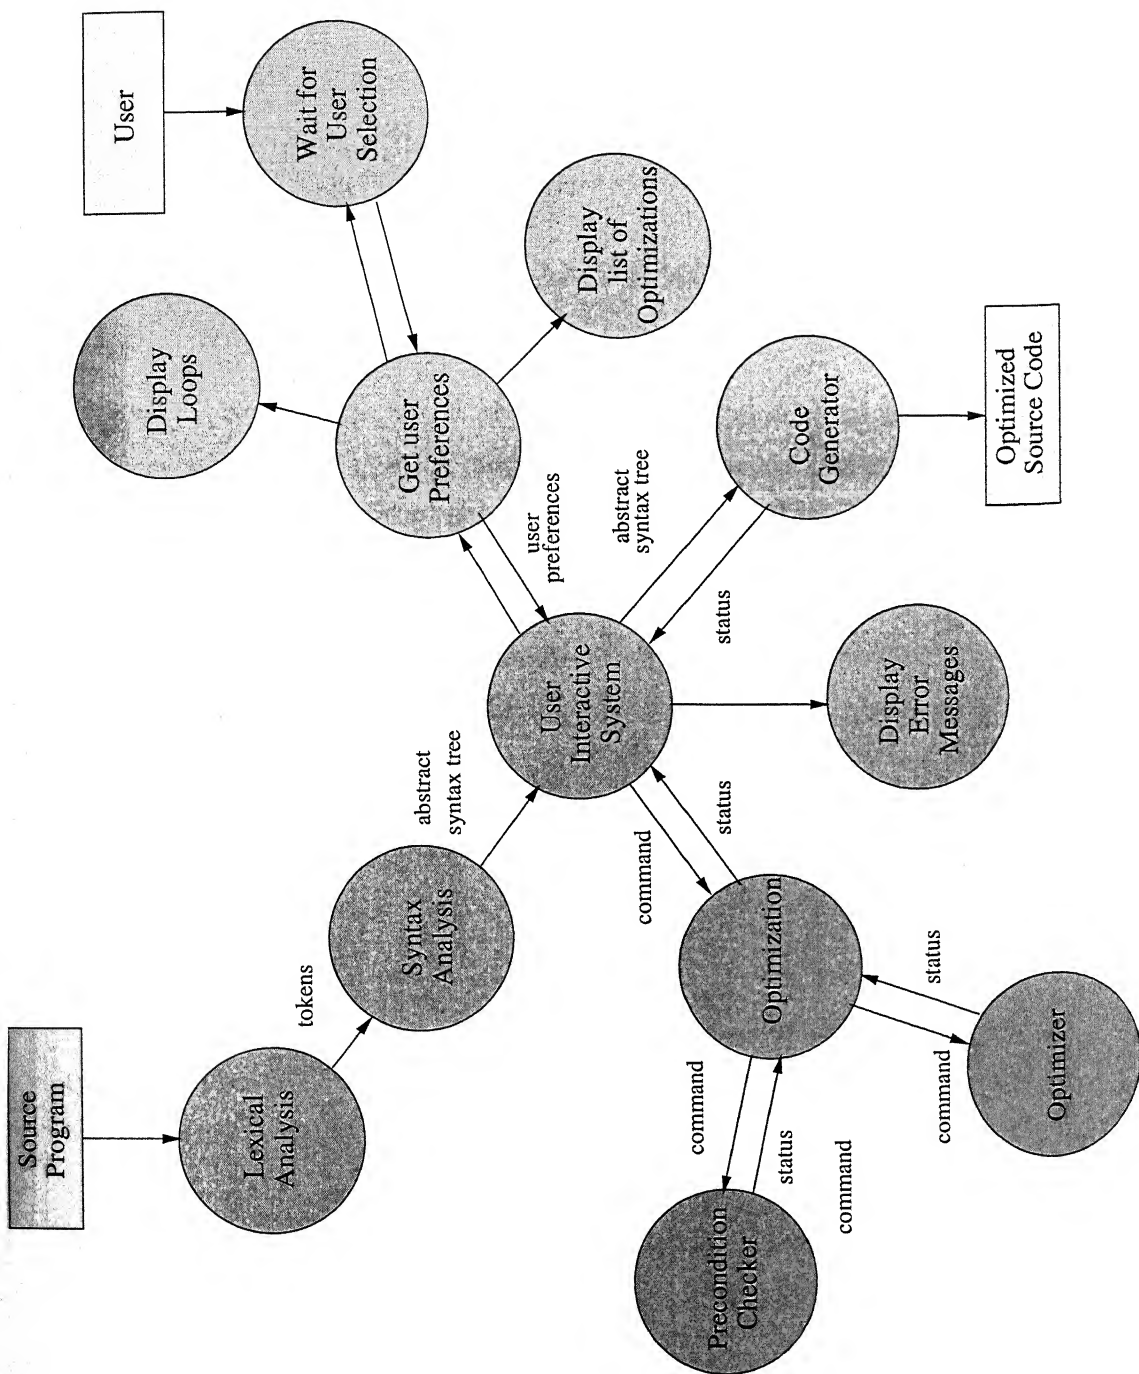 Source
Program
Lexical
Analysis
tokens
Syntax
Analysis
abstract
syntax tree
User
Interactive
System
user
preferences
Get user
Preferences
Display
Loops
Wait for
User
Selection
User
Display
list of
Optimizations
abstract
syntax tree
status
Code
Generator
Optimized
Source Code
Display
Error
Messages
command
status
Optimization
command
status
command
Precondition
Checker
command
status
Optimizer